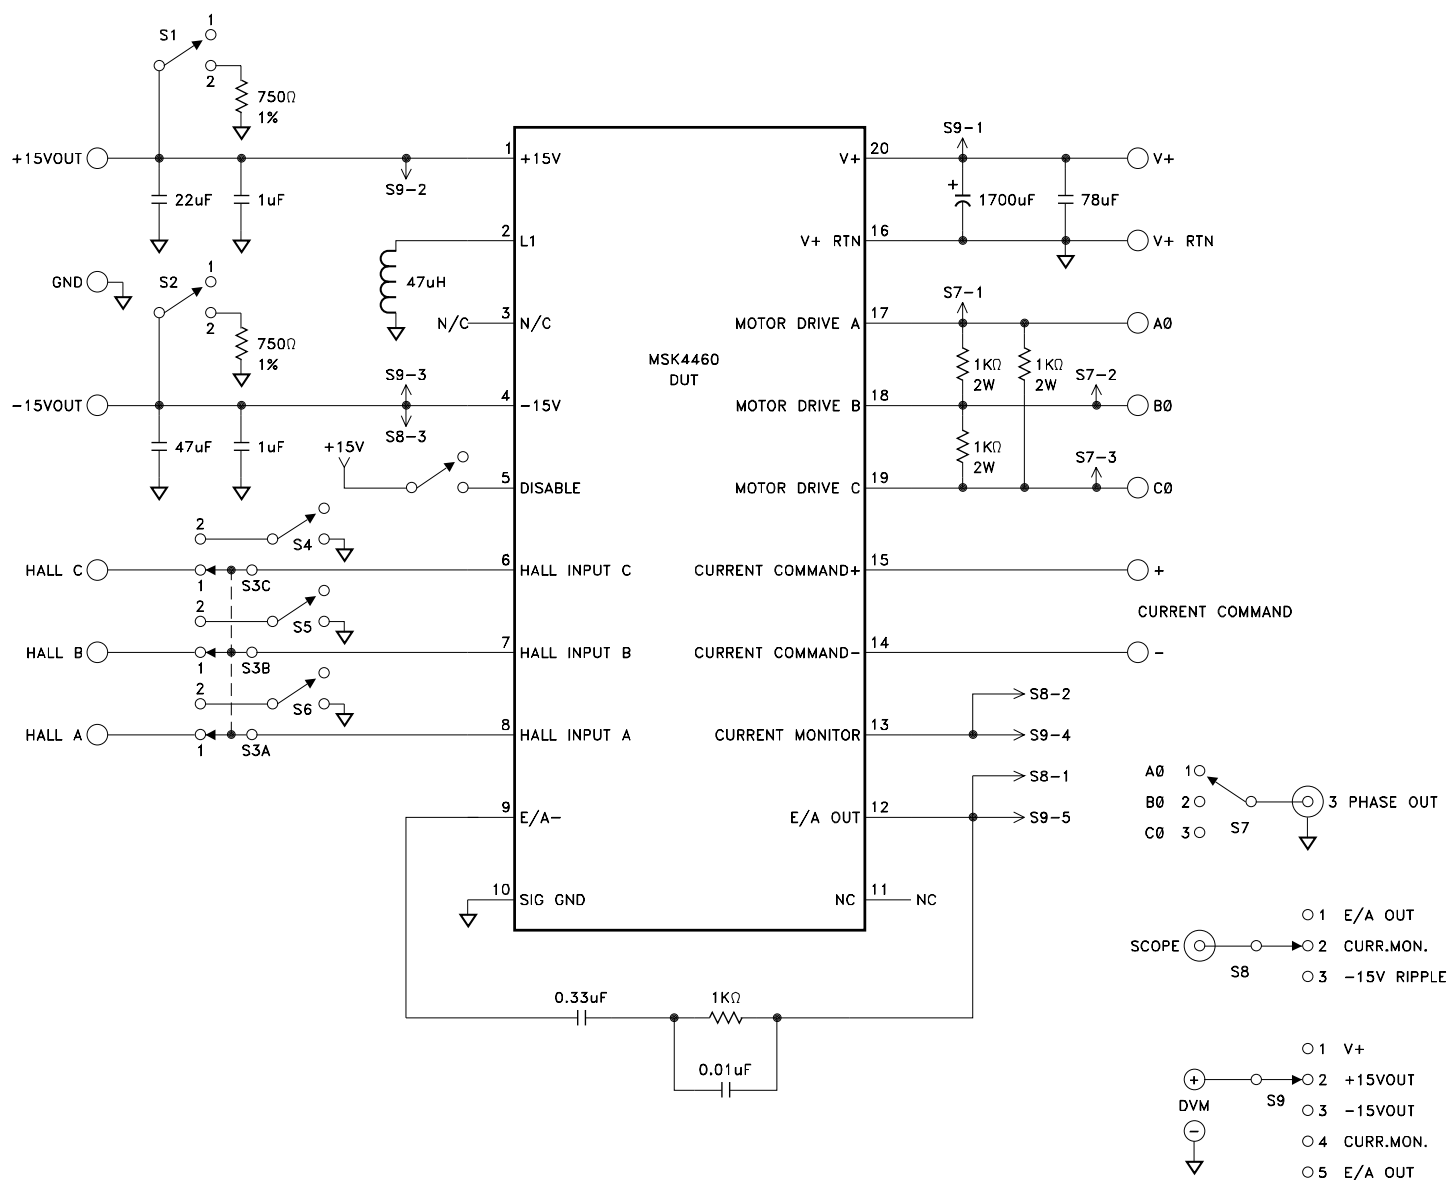 1
S1
2
750Ω
1%
+15VOUT
22uF
1uF
S9-2
1
+15V
2
L1
47uH
GND
S2
1
2
750Ω
1%
N/C
3
N/C
-15VOUT
47uF
1uF
S9-3
S8-3
4
-15V
+15V
5
DISABLE
2
S4
HALL C
1
S3C
6
HALL INPUT C
2
S5
HALL B
1
S3B
7
HALL INPUT B
2
S6
HALL A
1
S3A
8
HALL INPUT A
9
E/A-
10
SIG GND
MSK4460
DUT
V+
20
S9-1
V+
+
1700uF
78uF
V+ RTN
16
V+ RTN
S7-1
MOTOR DRIVE A
17
AØ
1KΩ
2W
1KΩ
2W
S7-2
MOTOR DRIVE B
18
BØ
1KΩ
2W
S7-3
MOTOR DRIVE C
19
CØ
CURRENT COMMAND+
15
+
CURRENT COMMAND
CURRENT COMMAND-
14
-
S8-2
CURRENT MONITOR
13
S9-4
S8-1
E/A OUT
12
S9-5
NC
11
NC
0.33uF
1KΩ
0.01uF
AØ 1
BØ 2
CØ 3
S7
3 PHASE OUT
1 E/A OUT
SCOPE
S8
2 CURR.MON.
3 -15V RIPPLE
1 V+
+
S9
2 +15VOUT
DVM
3 -15VOUT
-
4 CURR.MON.
5 E/A OUT